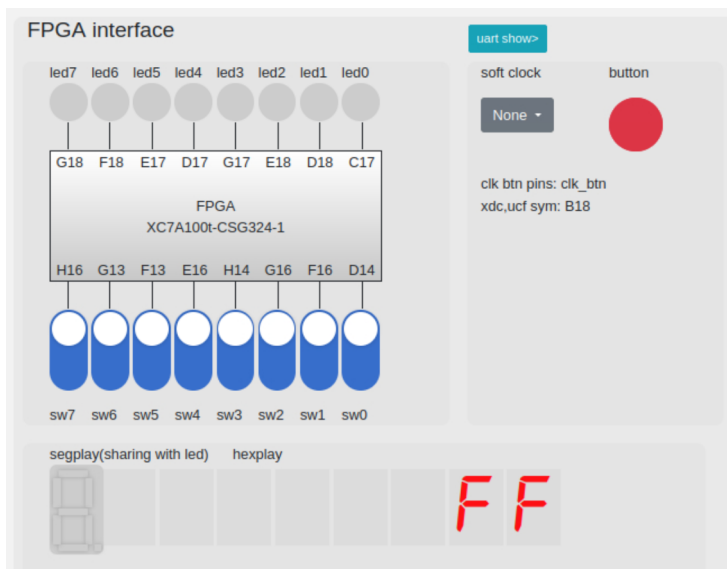 FPGA interface
uart show>
led7 led6 led5 led4 led3 led2 led1 led0
soft clock button
None
G18 F18 E17 D17 G17 E18 D18 C17
FPGA
XC7A100t-CSG324-1
clk btn pins: clk_btn
xdc,ucf sym: B18
H16 G13 F13 E16 H14 G16 F16 D14
sw7 sw6 sw5 sw4 sw3 sw2 sw1 sw0
segplay(sharing with led) hexplay
F F